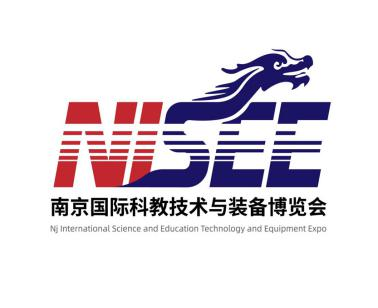 NISEE
南京国际科教技术与装备博览会
Nj International Science and Education Technology and Equipment Expo